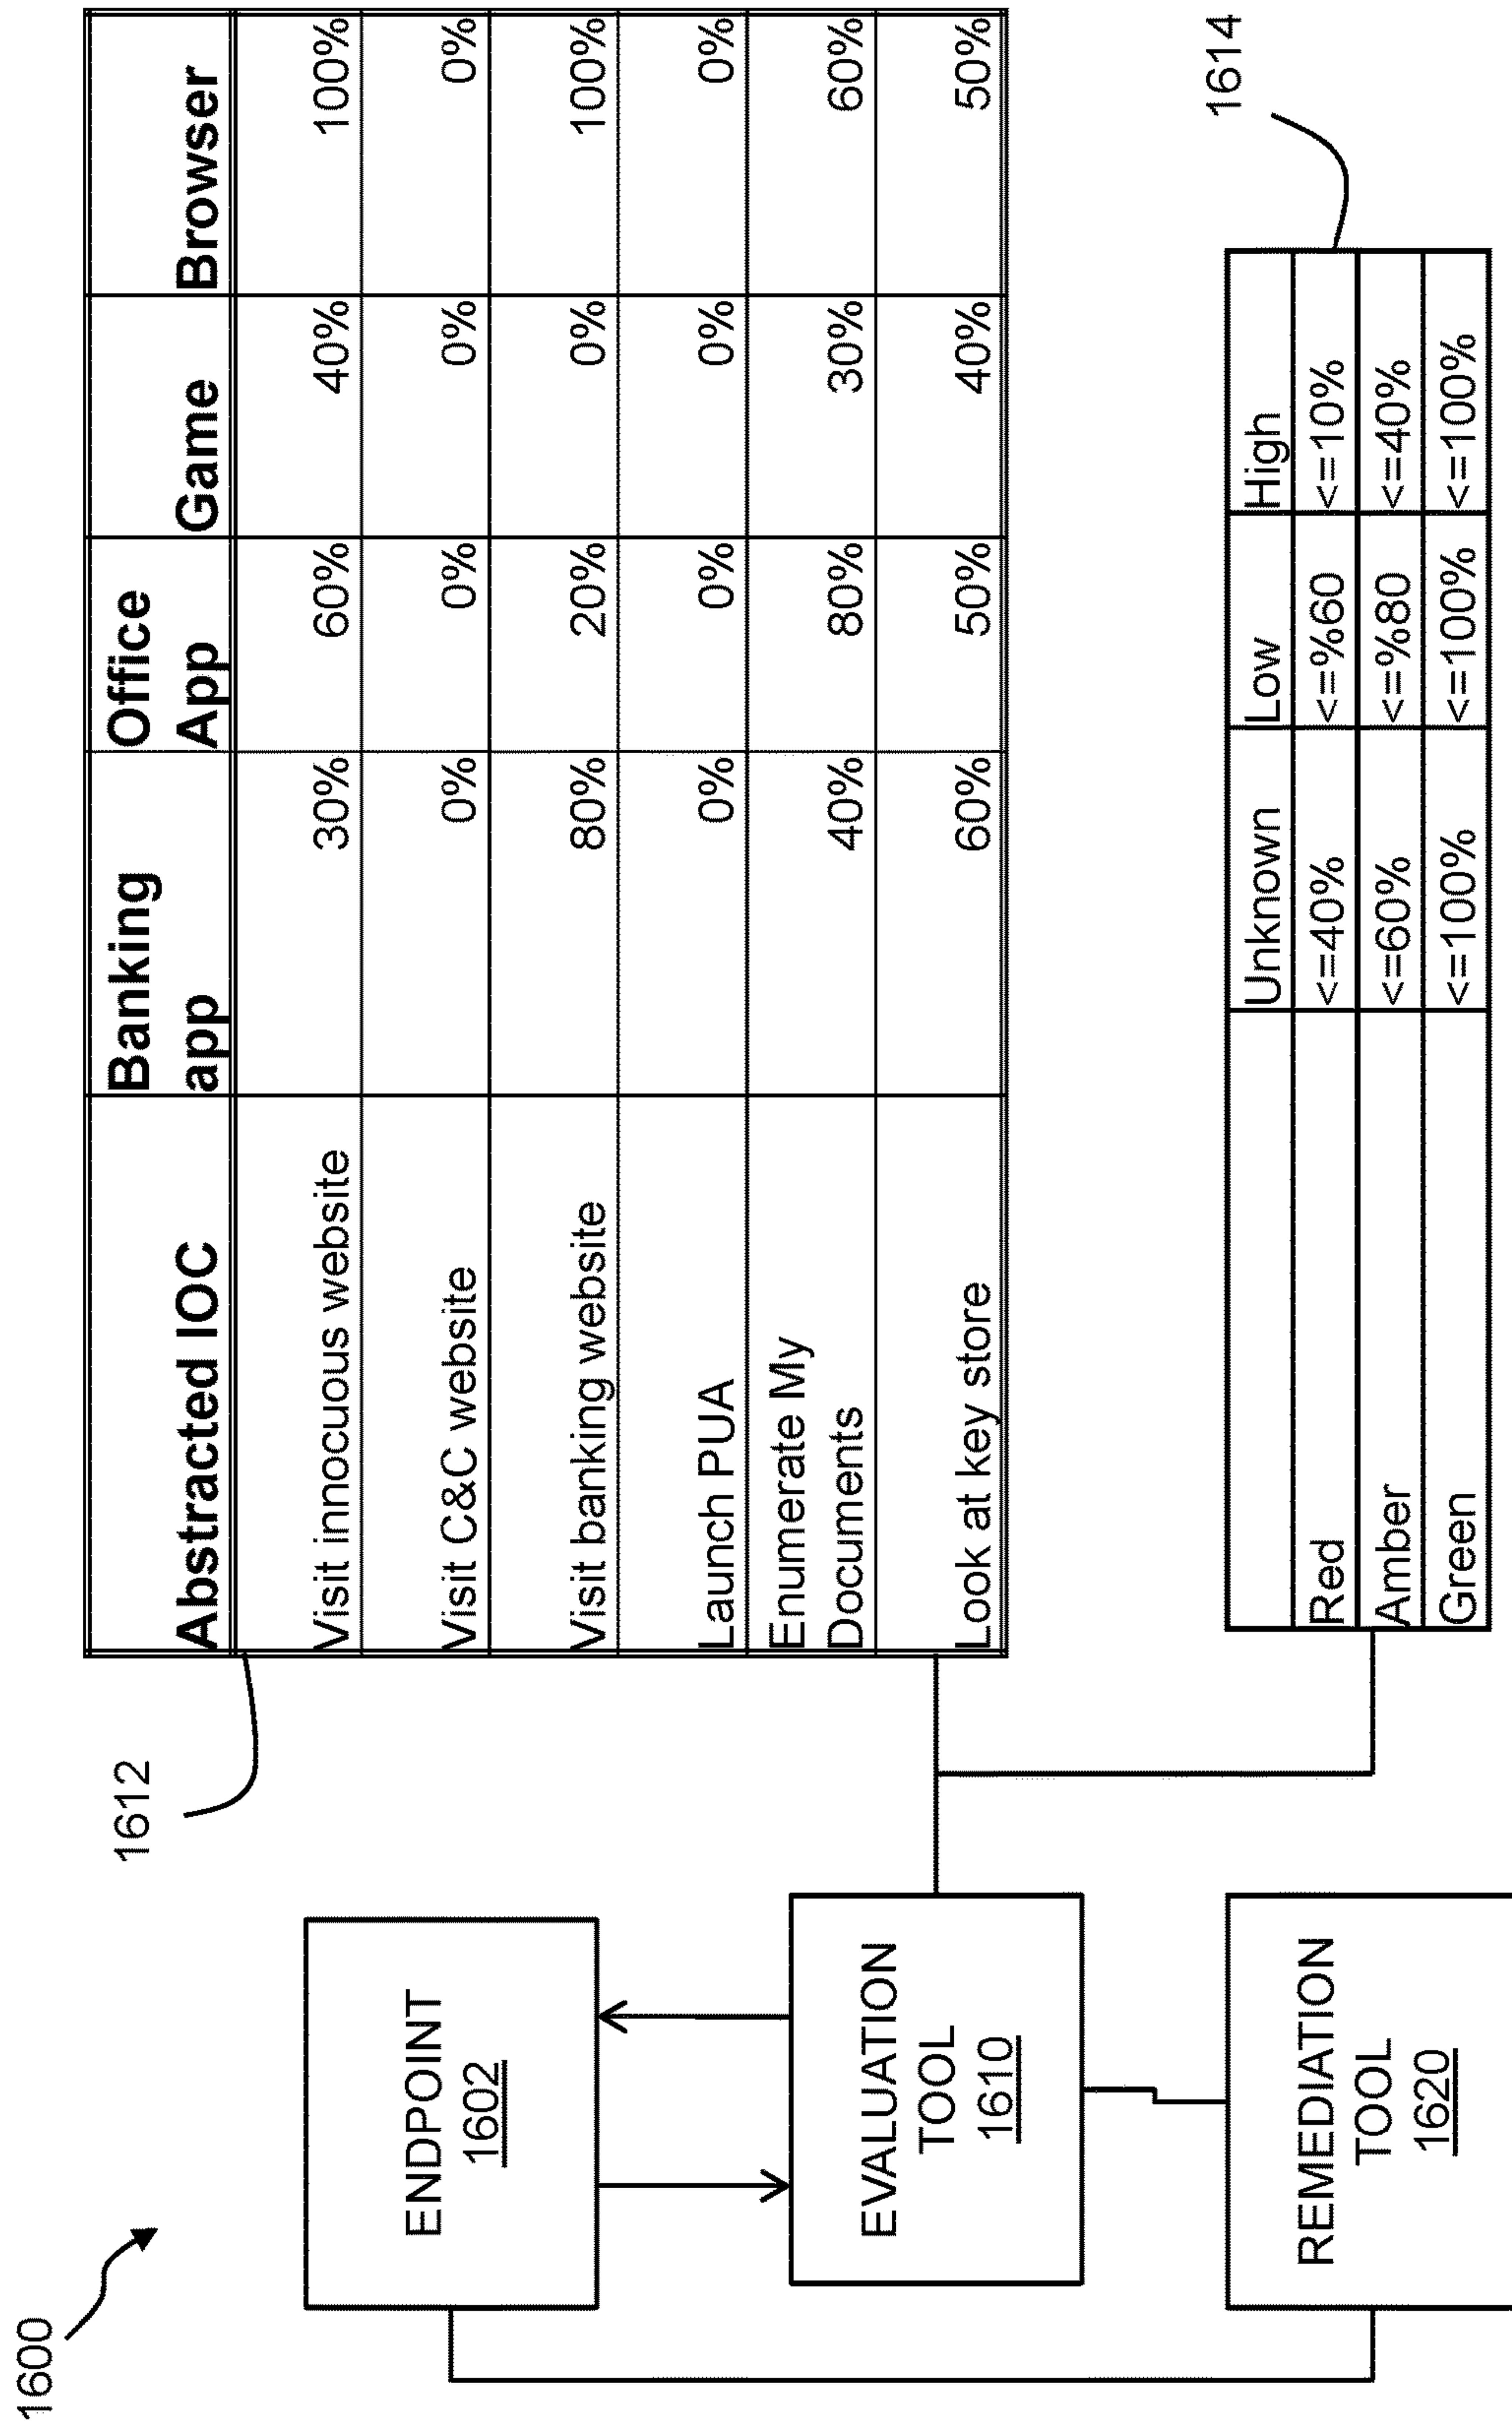 1600
ENDPOINT
1602
EVALUATION
TOOL
1610
REMEDIATION
TOOL
1620
1612
Abstracted IOC Banking app Office App Game Browser
Visit innocuous website 30% 60% 40% 100%
Visit C&C website 0% 0% 0% 0%
Visit banking website 80% 20% 0% 100%
Launch PUA 0% 0% 0% 0%
Enumerate My
Documents 40% 80% 30% 60%
Look at key store 60% 50% 40% 50%
1614
Unknown Low High
Red <=40% <=%60 <=10%
Amber <=60% <=%80 <=40%
Green <=100% <=100% <=100%